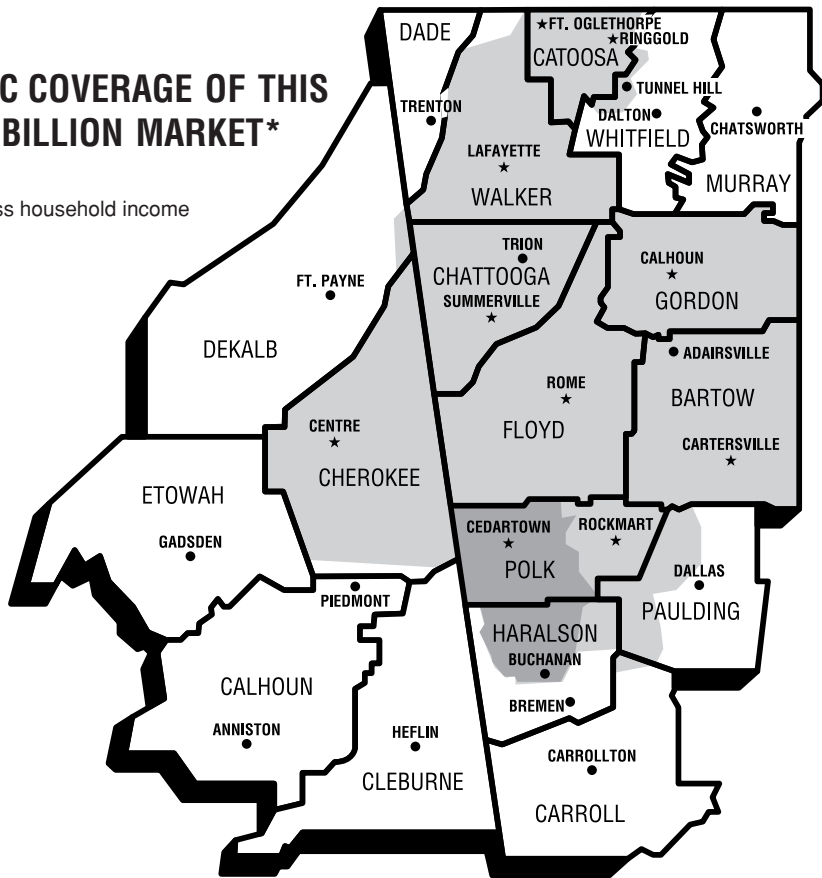 C COVERAGE OF THIS
BILLION MARKET*
ss household income
DADE
★FT. OGLETHORPE
★RINGGOLD
CATOOSA
TRENTON
TUNNEL HILL
DALTON
CHATSWORTH
WHITFIELD
LAFAYETTE
WALKER
MURRAY
TRION
CHATTOOGA
SUMMERVILLE
CALHOUN
GORDON
FT. PAYNE
DEKALB
ADAIRSVILLE
ROME
BARTOW
FLOYD
CENTRE
CHEROKEE
CARTERSVILLE
ETOWAH
GADSDEN
CEDARTOWN
ROCKMART
POLK
DALLAS
PIEDMONT
PAULDING
HARALSON
BUCHANAN
CALHOUN
BREMEN
ANNISTON
HEFLIN
CARROLLTON
CLEBURNE
CARROLL